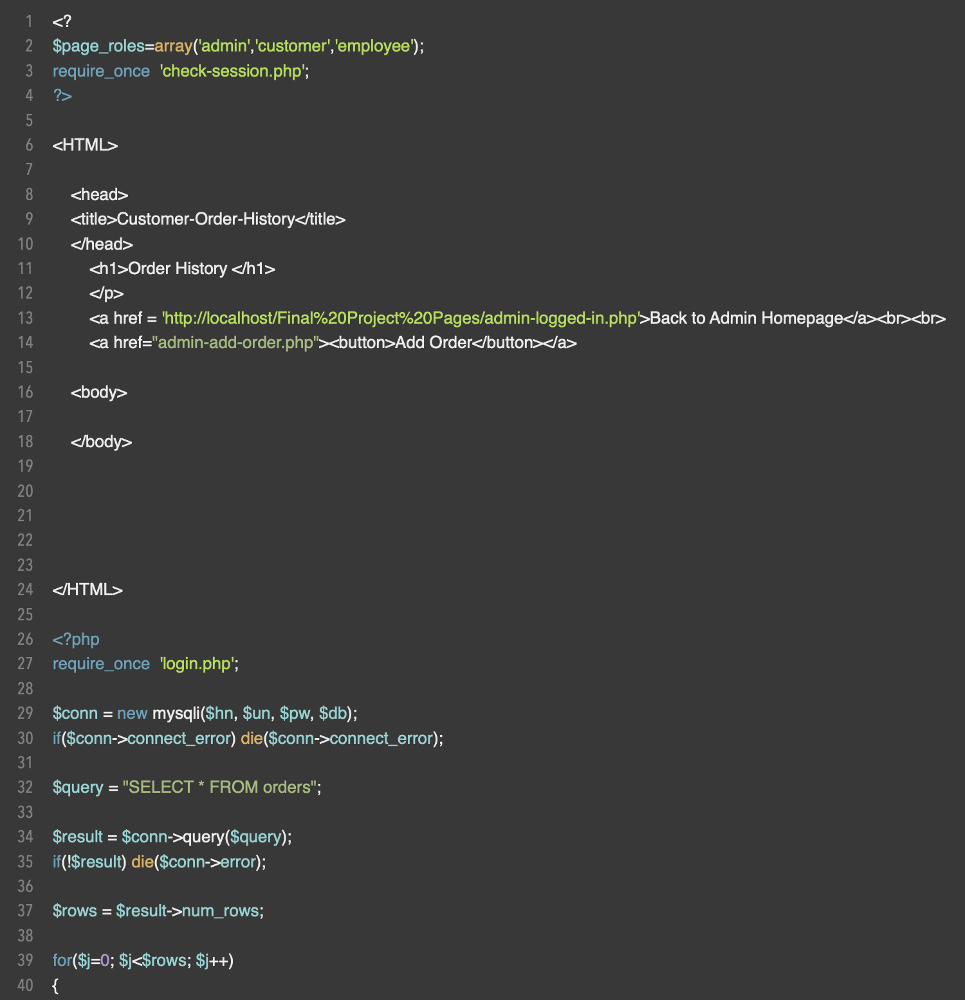 1 <?
2 $page_roles=array('admin','customer','employee');
3 require_once 'check-session.php';
4 ?>
5
6 <HTML>
7
8 <head>
9 <title>Customer-Order-History</title>
10 </head>
11 <h1>Order History </h1>
12 </p>
13 <a href = 'http://localhost/Final%20Project%20Pages/admin-logged-in.php'>Back to Admin Homepage</a><br><br>
14 <a href="admin-add-order.php"><button>Add Order</button></a>
15
16 <body>
17
18 </body>
19
20
21
22
23
24 </HTML>
25
26 <?php
27 require_once 'login.php';
28
29 $conn = new mysqli($hn, $un, $pw, $db);
30 if($conn->connect_error) die($conn->connect_error);
31
32 $query = "SELECT * FROM orders";
33
34 $result = $conn->query($query);
35 if(!$result) die($conn->error);
36
37 $rows = $result->num_rows;
38
39 for($j=0; $j<$rows; $j++)
40 {